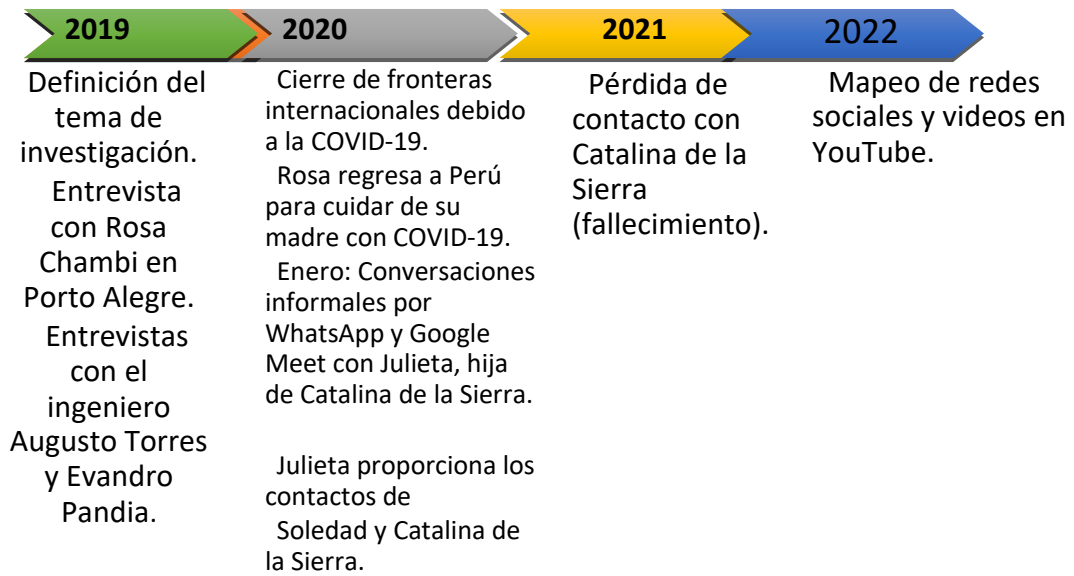 2019
Definición del
tema de
investigación.
Entrevista
con Rosa
Chambi en
Porto Alegre.
Entrevistas
con el
ingeniero
Augusto Torres
y Evandro
Pandia.
2020
Cierre de fronteras
internacionales debido
a la COVID-19.
Rosa regresa a Perú
para cuidar de su
madre con COVID-19.
Enero: Conversaciones
informales por
WhatsApp y Google
Meet con Julieta, hija
de Catalina de la Sierra.
Julieta proporciona los
contactos de
Soledad y Catalina de
la Sierra.
2021
Pérdida de
contacto con
Catalina de la
Sierra
(fallecimiento).
2022
Mapeo de redes
sociales y videos en
YouTube.